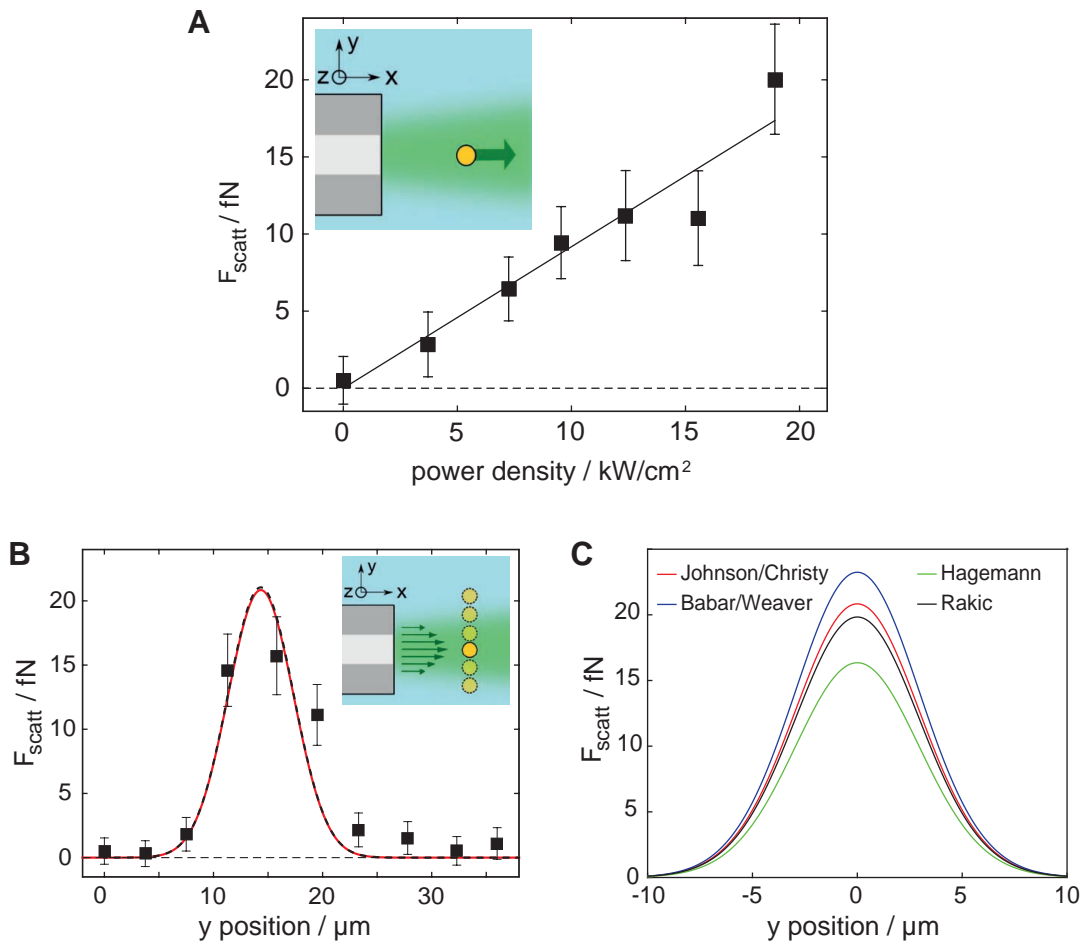 A
y
z x
F_scatt / fN
20
15
10
5
0
0 5 10 15 20
power density / kW/cm²
B
y
z x
F_scatt / fN
20
15
10
5
0
0 10 20 30
y position / µm
C
Johnson/Christy Hagemann
Babar/Weaver Rakic
F_scatt / fN
20
15
10
5
0
-10 -5 0 5 10
y position / µm